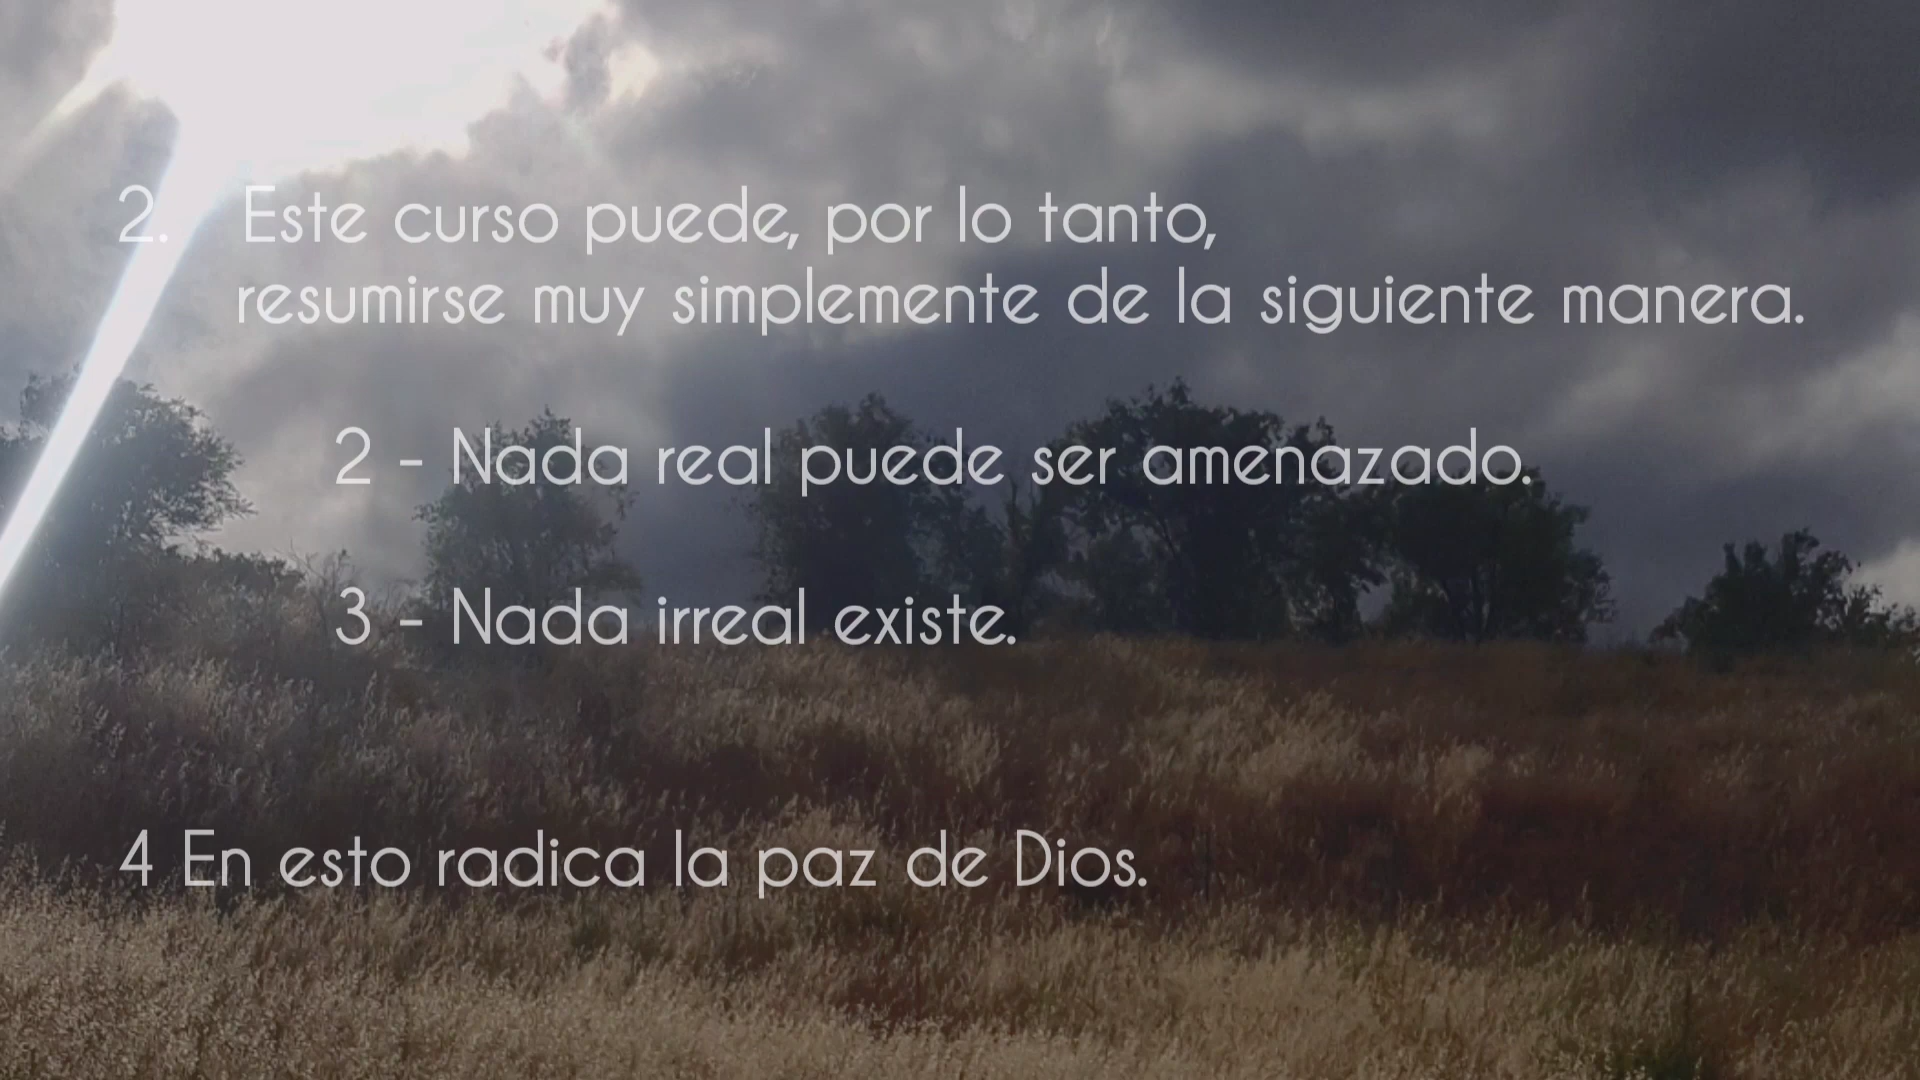 2. Este curso puede, por lo tanto,
resumirse muy simplemente de la siguiente manera.
2 - Nada real puede ser amenazado.
3 - Nada irreal existe.
4 En esto radica la paz de Dios.